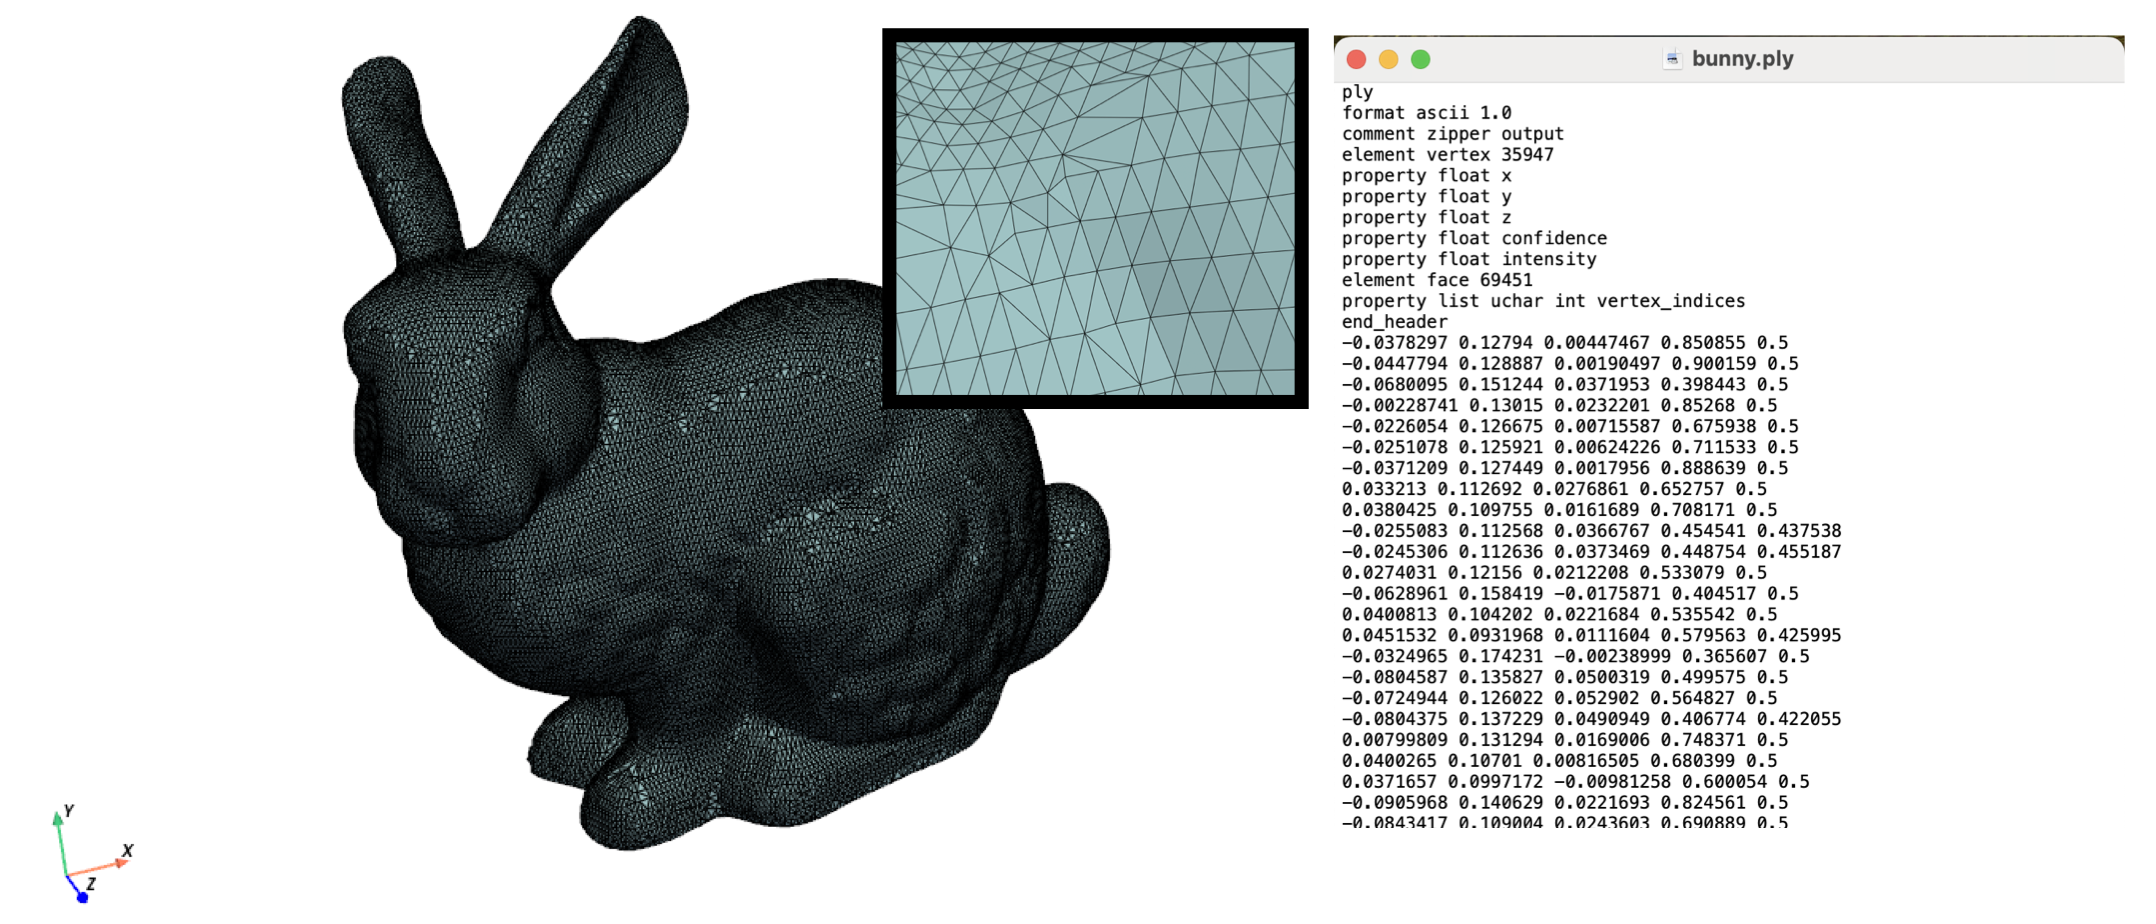 Y
X
Z
bunny.ply
ply
format ascii 1.0
comment zipper output
element vertex 35947
property float x
property float y
property float z
property float confidence
property float intensity
element face 69451
property list uchar int vertex_indices
end_header
-0.0378297 0.12794 0.00447467 0.850855 0.5
-0.0447794 0.128887 0.00190497 0.900159 0.5
-0.0680095 0.151244 0.0371953 0.398443 0.5
-0.00228741 0.13015 0.0232201 0.85268 0.5
-0.0226054 0.126675 0.00715587 0.675938 0.5
-0.0251078 0.125921 0.00624226 0.711533 0.5
-0.0371209 0.127449 0.0017956 0.888639 0.5
0.033213 0.112692 0.0276861 0.652757 0.5
0.0380425 0.109755 0.0161689 0.708171 0.5
-0.0255083 0.112568 0.0366767 0.454541 0.437538
-0.0245306 0.112636 0.0373469 0.448754 0.455187
0.0274031 0.12156 0.0212208 0.533079 0.5
-0.0628961 0.158419 -0.0175871 0.404517 0.5
0.0400813 0.104202 0.0221684 0.535542 0.5
0.0451532 0.0931968 0.0111604 0.579563 0.425995
-0.0324965 0.174231 -0.00238999 0.365607 0.5
-0.0804587 0.135827 0.0500319 0.499575 0.5
-0.0724944 0.126022 0.052902 0.564827 0.5
-0.0804375 0.137229 0.0490949 0.406774 0.422055
0.00799809 0.131294 0.0169006 0.748371 0.5
0.0400265 0.10701 0.00816505 0.680399 0.5
0.0371657 0.0997172 -0.00981258 0.600054 0.5
-0.0905968 0.140629 0.0221693 0.824561 0.5
-0.0843417 0.109004 0.0243603 0.690889 0.5